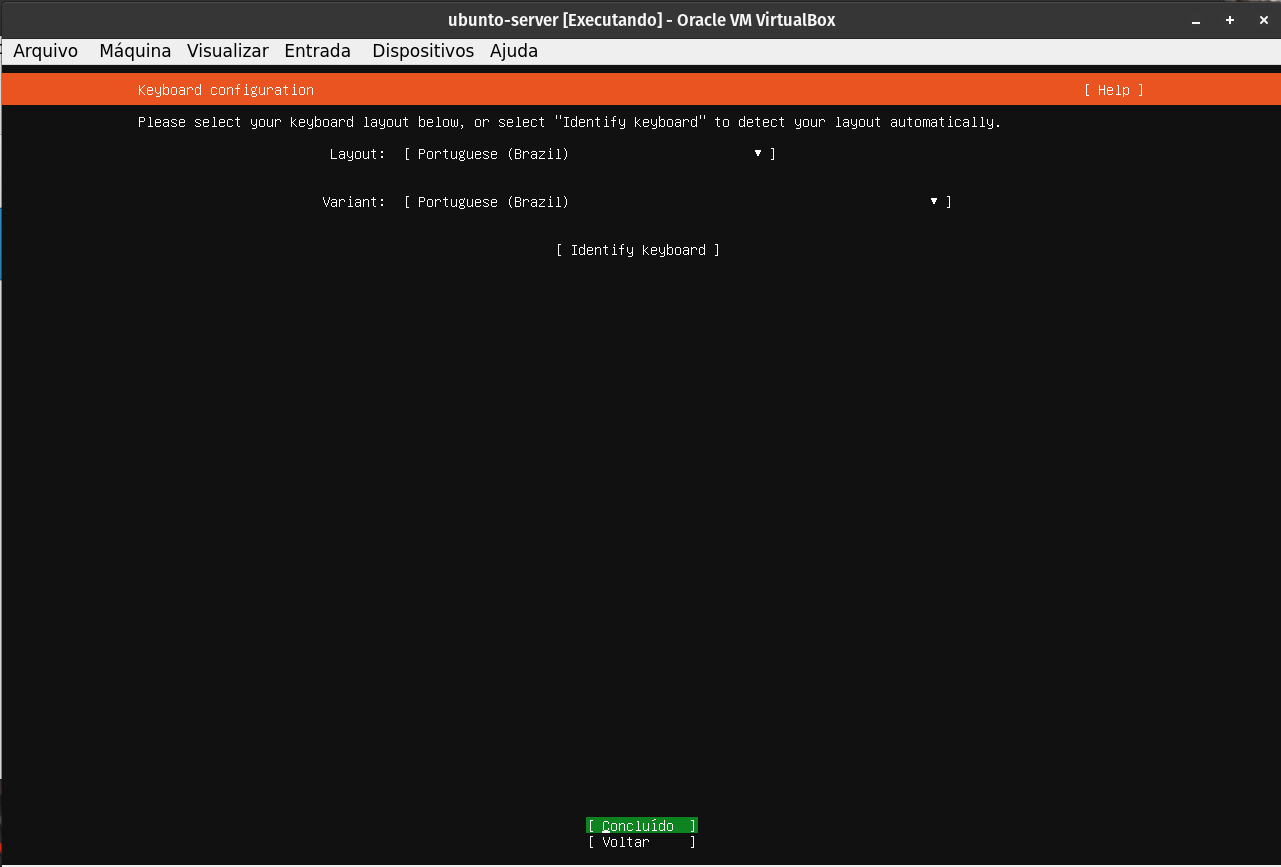 ubunto-server [Executando] - Oracle VM VirtualBox
Arquivo Máquina Visualizar Entrada Dispositivos Ajuda
Keyboard configuration [ Help ]
Please select your keyboard layout below, or select "Identify keyboard" to detect your layout automatically.
Layout: [ Portuguese (Brazil) ▾ ]
Variant: [ Portuguese (Brazil) ▾ ]
[ Identify keyboard ]
[ Concluído ]
[ Voltar ]